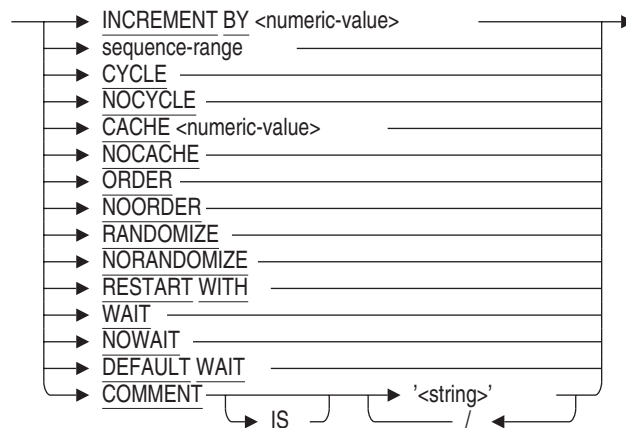 INCREMENT BY <numeric-value>
sequence-range
CYCLE
NOCYCLE
CACHE <numeric-value>
NOCACHE
ORDER
NOORDER
RANDOMIZE
NORANDOMIZE
RESTART WITH
WAIT
NOWAIT
DEFAULT WAIT
COMMENT '<string>'
IS /